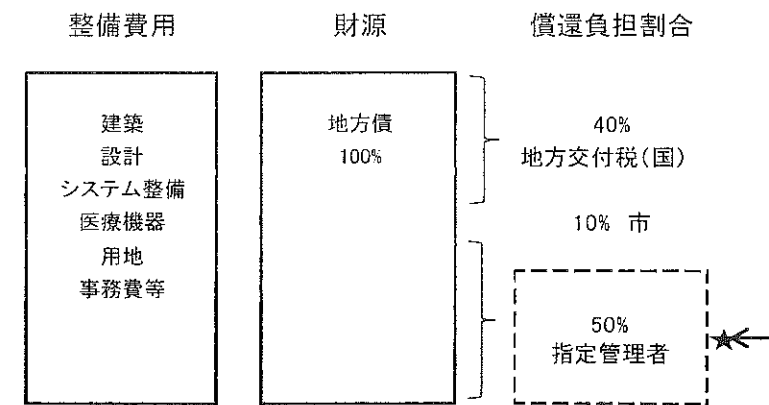 整備費用
財源
償還負担割合
建築
設計
システム整備
医療機器
用地
事務費等
地方債
100%
40%
地方交付税(国)
10% 市
50%
指定管理者